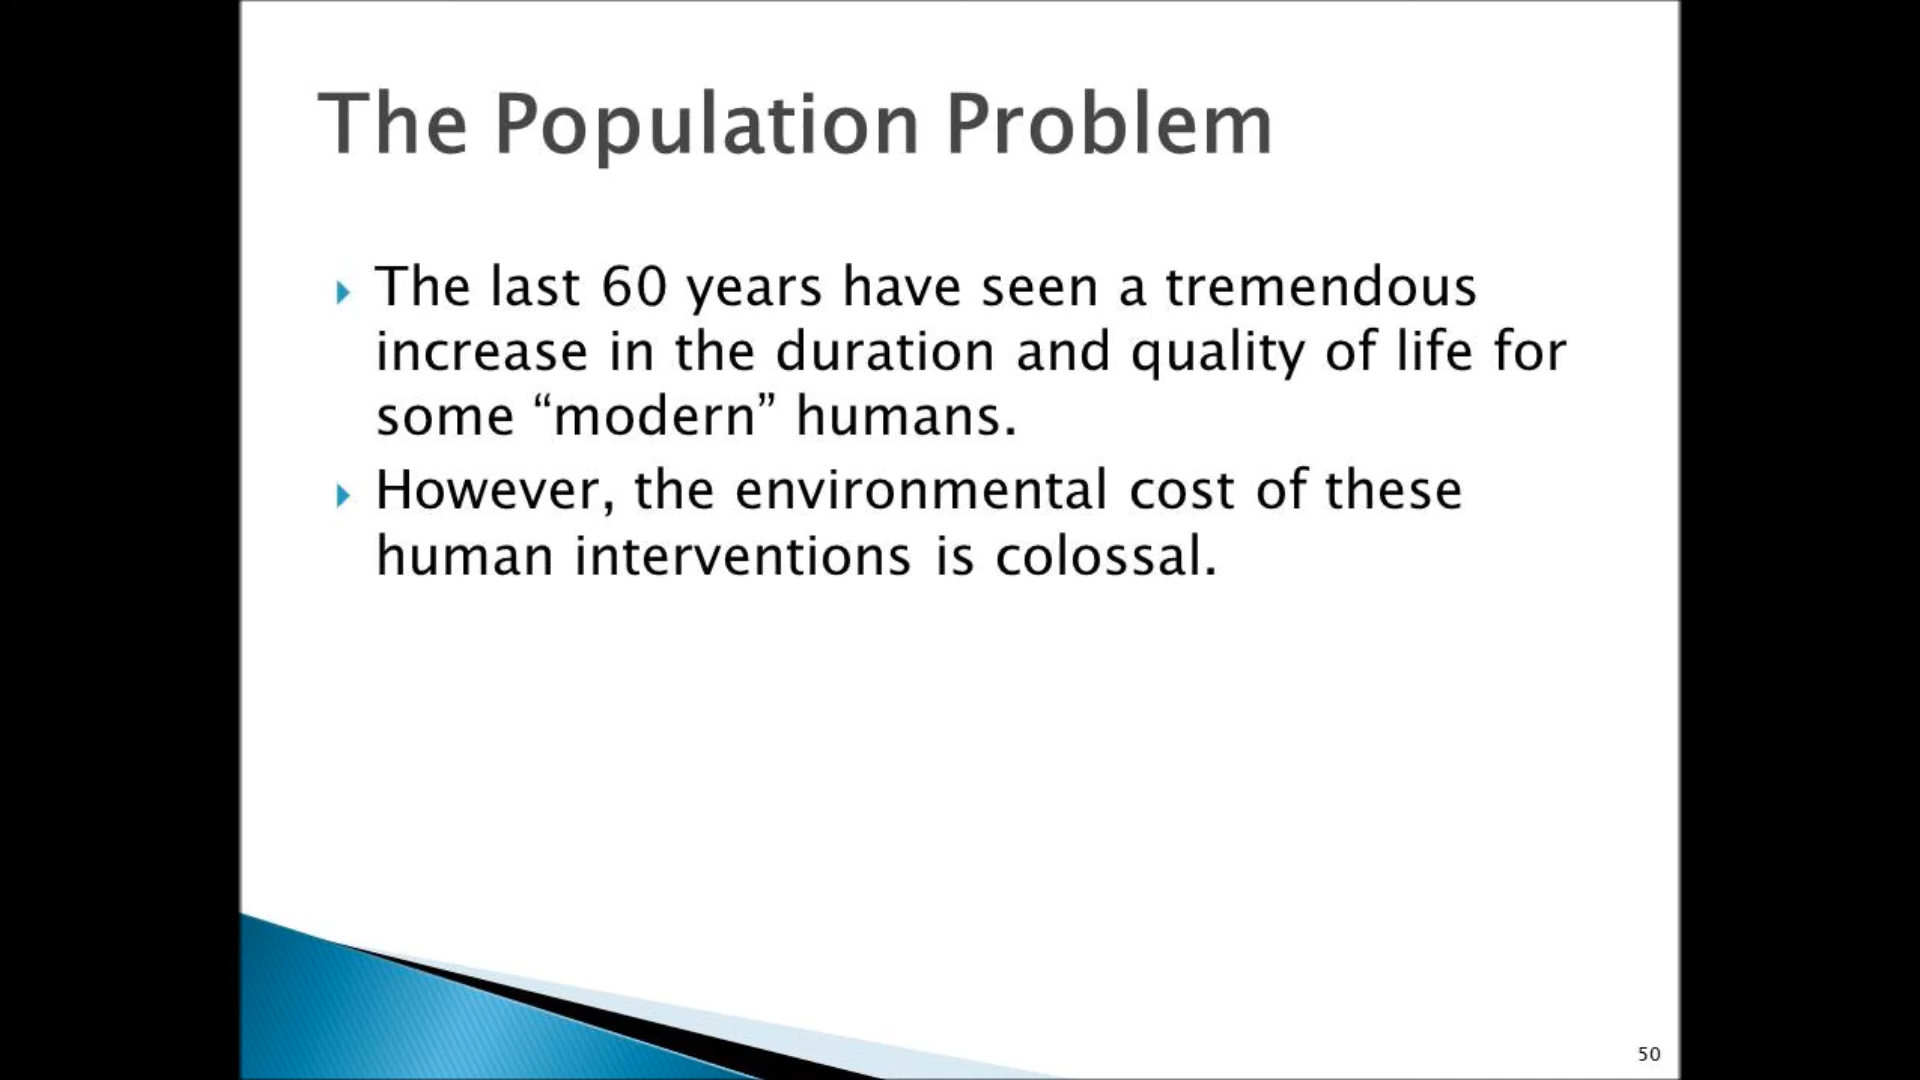 The Population Problem
The last 60 years have seen a tremendous
increase in the duration and quality of life for
some “modern” humans.
However, the environmental cost of these
human interventions is colossal.
50